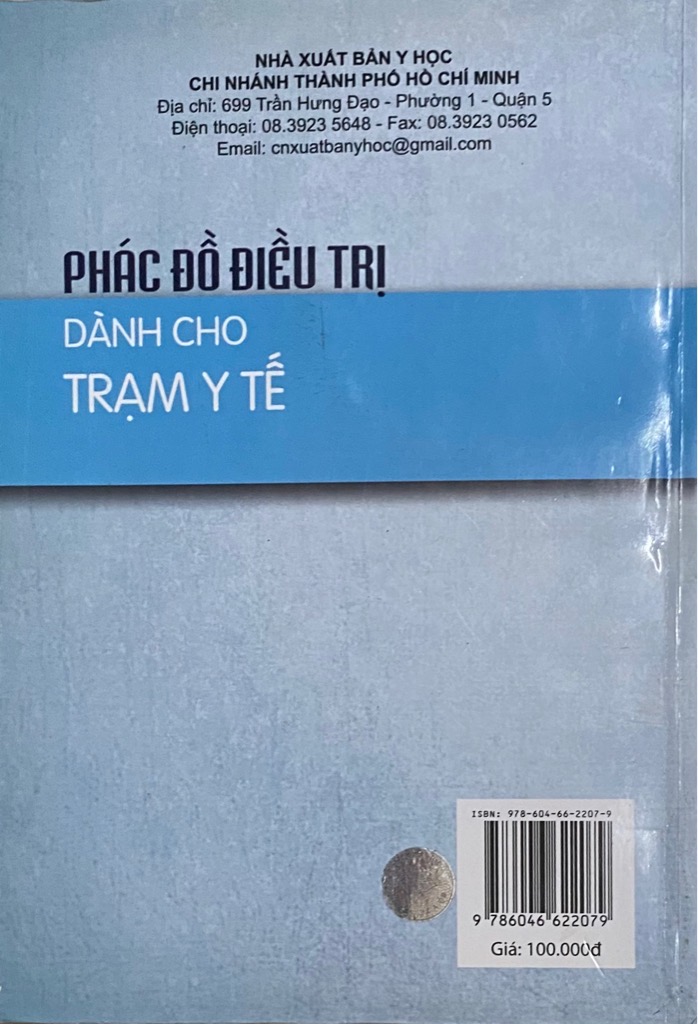 NHÀ XUẤT BẢN Y HỌC
CHI NHÁNH THÀNH PHỐ HỒ CHÍ MINH
Địa chỉ: 699 Trần Hưng Đạo - Phường 1 - Quận 5
Điện thoại: 08.3923 5648 - Fax: 08.3923 0562
Email: cnxuatbanyhoc@gmail.com
PHÁC ĐỒ ĐIỀU TRỊ
DÀNH CHO
TRẠM Y TẾ
ISBN: 978-604-66-2207-9
9 786046 622079
Giá: 100.000đ